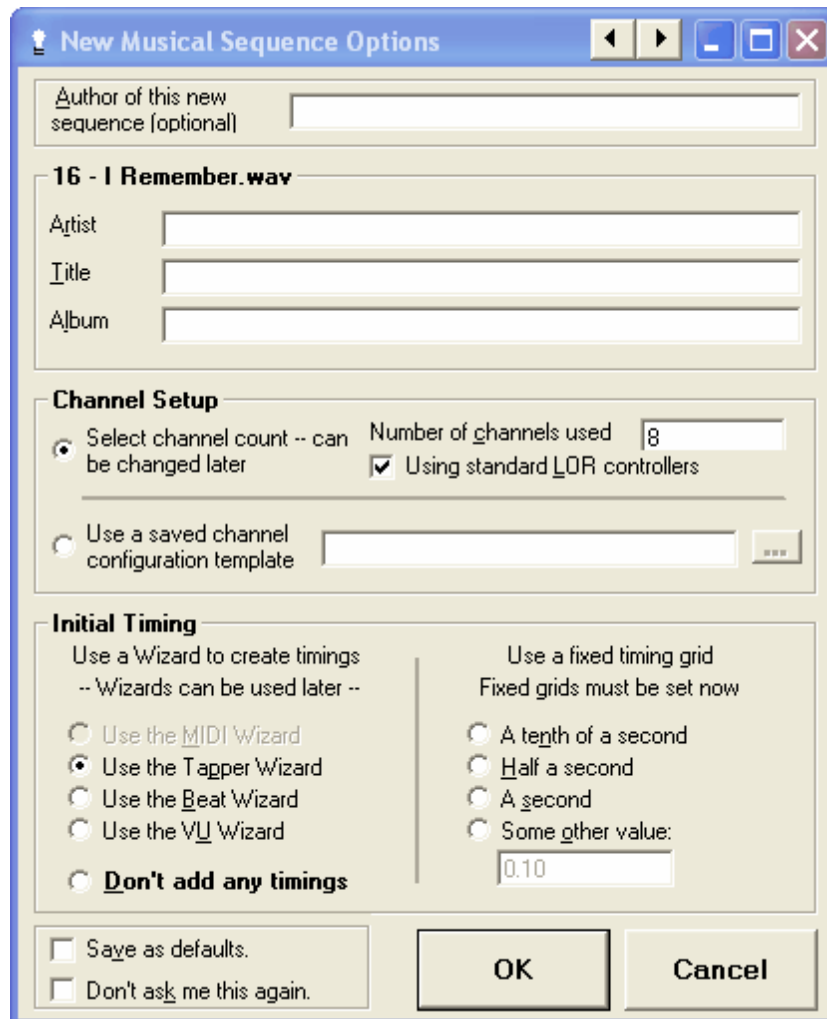 New Musical Sequence Options
Author of this new
sequence (optional)
16 - I Remember.wav
Artist
Title
Album
Channel Setup
Select channel count -- can
be changed later
Number of channels used 8
Using standard LOR controllers
Use a saved channel
configuration template
...
Initial Timing
Use a Wizard to create timings
-- Wizards can be used later --
Use the MIDI Wizard
Use the Tapper Wizard
Use the Beat Wizard
Use the VU Wizard
Don't add any timings
Use a fixed timing grid
Fixed grids must be set now
A tenth of a second
Half a second
A second
Some other value:
0.10
Save as defaults.
Don't ask me this again.
OK
Cancel